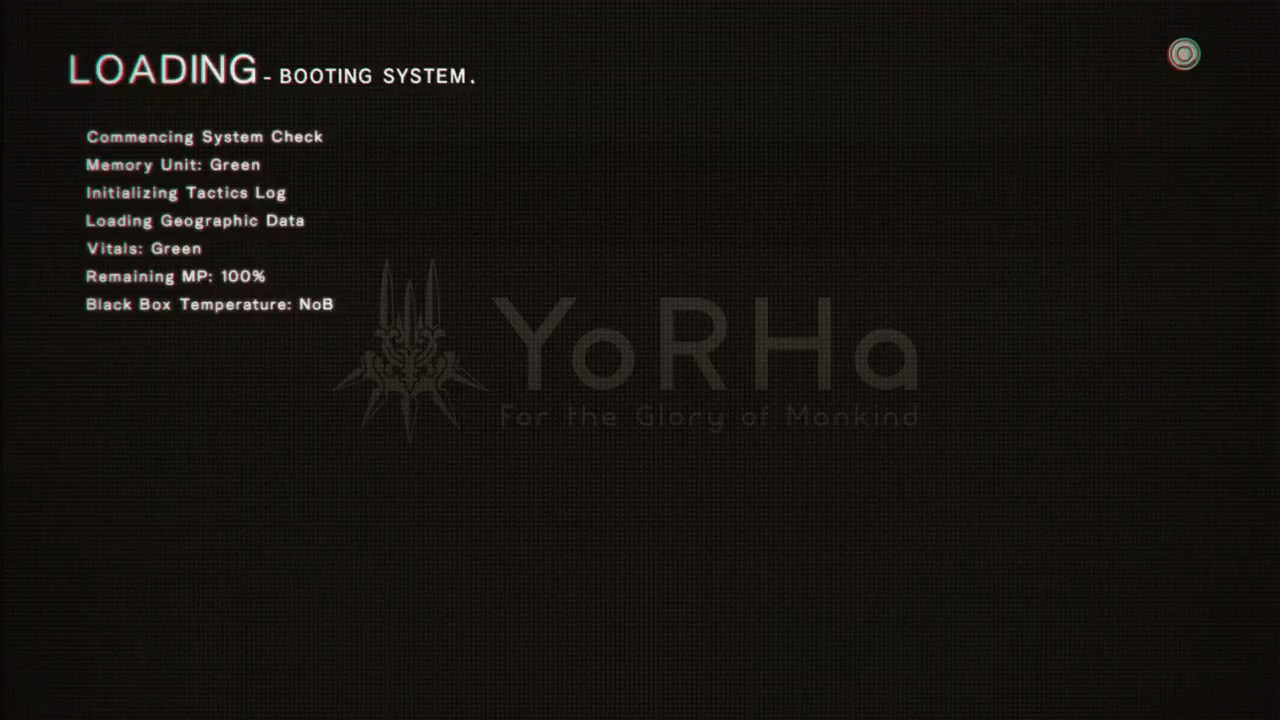 LOADING - BOOTING SYSTEM.
Commencing System Check
Memory Unit: Green
Initializing Tactics Log
Loading Geographic Data
Vitals: Green
Remaining MP: 100%
Black Box Temperature: NoB
YoRHa
For the Glory of Mankind